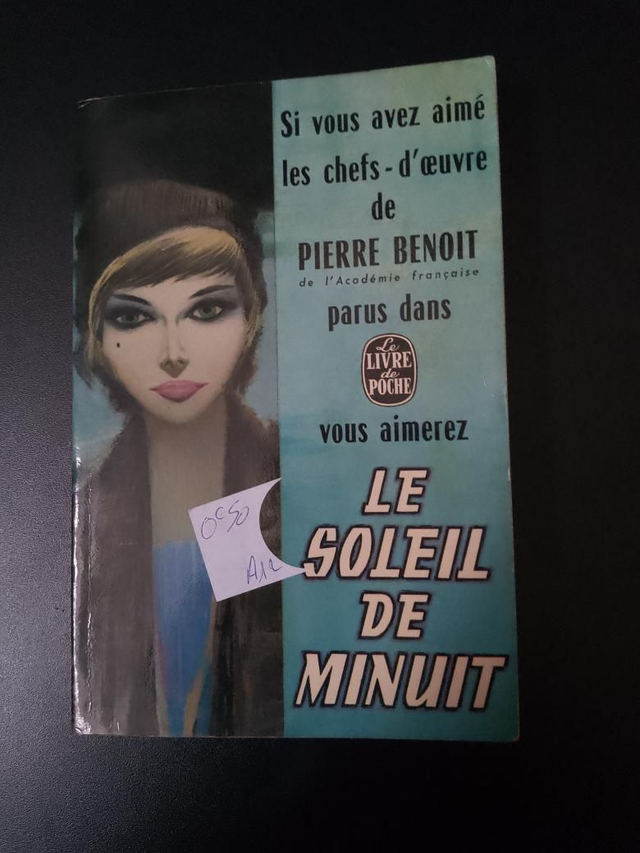 Si vous avez aimé
les chefs-d'œuvre
de
PIERRE BENOIT
de l'Académie française
parus dans
Le
LIVRE
de
POCHE
vous aimerez
LE
SOLEIL
DE
MINUIT
0€50
A12